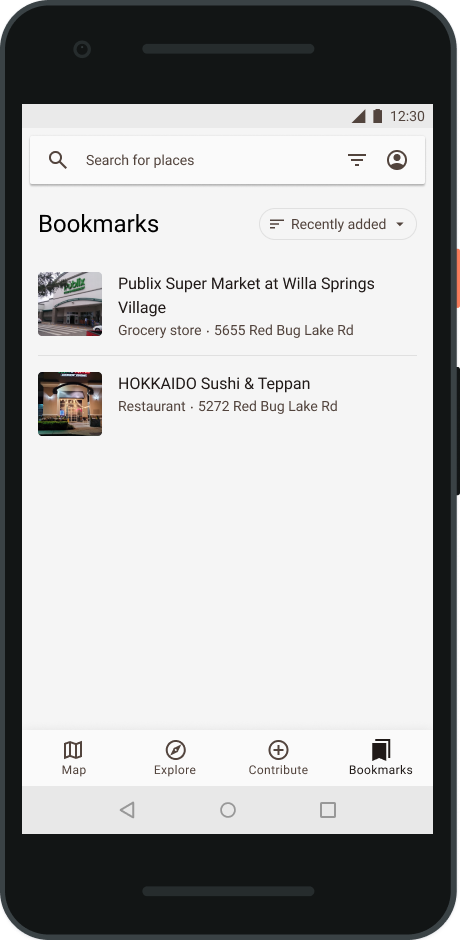 12:30
Search for places
Bookmarks
Recently added
Publix
Publix Super Market at Willa Springs
Village
Grocery store · 5655 Red Bug Lake Rd
HOKKAIDO Sushi & Teppan
Restaurant · 5272 Red Bug Lake Rd
Map
Explore
Contribute
Bookmarks